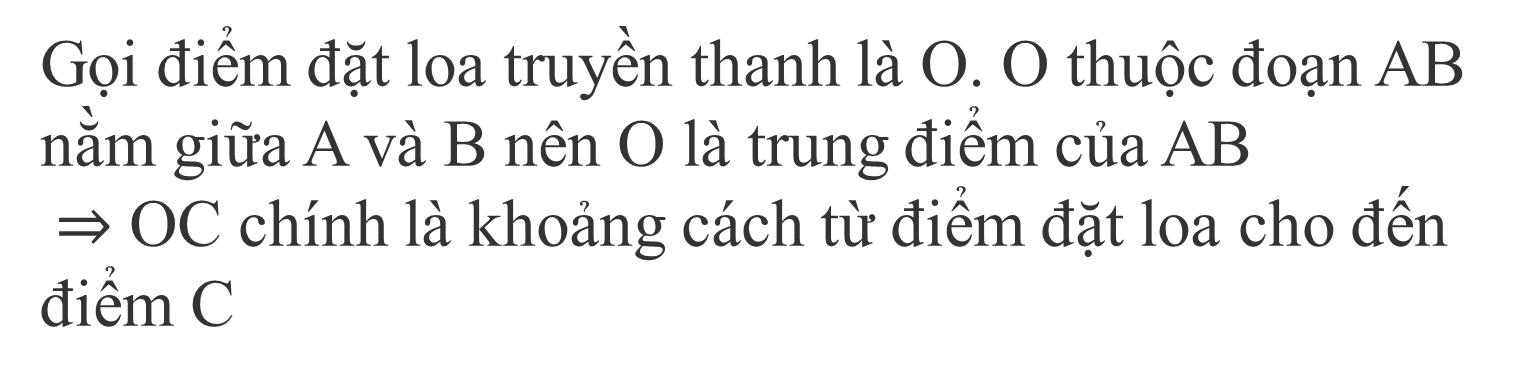 Gọi điểm đặt loa truyền thanh là O. O thuộc đoạn AB
nằm giữa A và B nên O là trung điểm của AB
⇒ OC chính là khoảng cách từ điểm đặt loa cho đến
điểm C